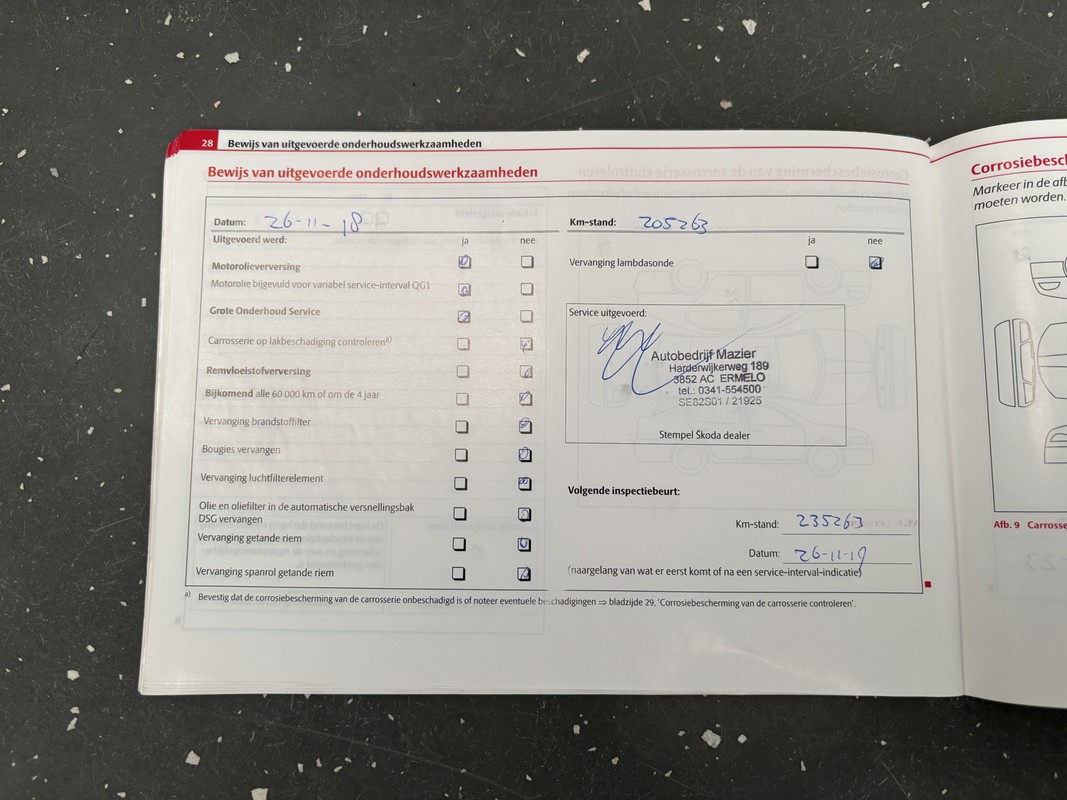 28 Bewijs van uitgevoerde onderhoudswerkzaamheden
Bewijs van uitgevoerde onderhoudswerkzaamheden
Datum: 26-11-18
Uitgevoerd werd: ja nee
Motorolieverversing
Motorolie bijgevuld voor variabel service-interval QG1
Grote Onderhoud Service
Carrosserie op lakbeschadiging controleren a)
Remvloeistofverversing
Bijkomend alle 60 000 km of om de 4 jaar
Vervanging brandstoffilter
Bougies vervangen
Vervanging luchtfilterelement
Olie en oliefilter in de automatische versnellingsbak
DSG vervangen
Vervanging getande riem
Vervanging spanrol getande riem
Km-stand: 205263
ja nee
Vervanging lambdasonde
Service uitgevoerd:
Autobedrijf Mazier
Harderwijkerweg 189
3852 AC ERMELO
tel.: 0341-554500
SE82S01 / 21925
Stempel Škoda dealer
Volgende inspectiebeurt:
Km-stand: 235263
Datum: 26-11-19
(naargelang van wat er eerst komt of na een service-interval-indicatie)
a) Bevestig dat de corrosiebescherming van de carrosserie onbeschadigd is of noteer eventuele beschadigingen ⇒ bladzijde 29, 'Corrosiebescherming van de carrosserie controleren'.
Corrosiebesch
Markeer in de afb
moeten worden.
Afb. 9 Carrosse